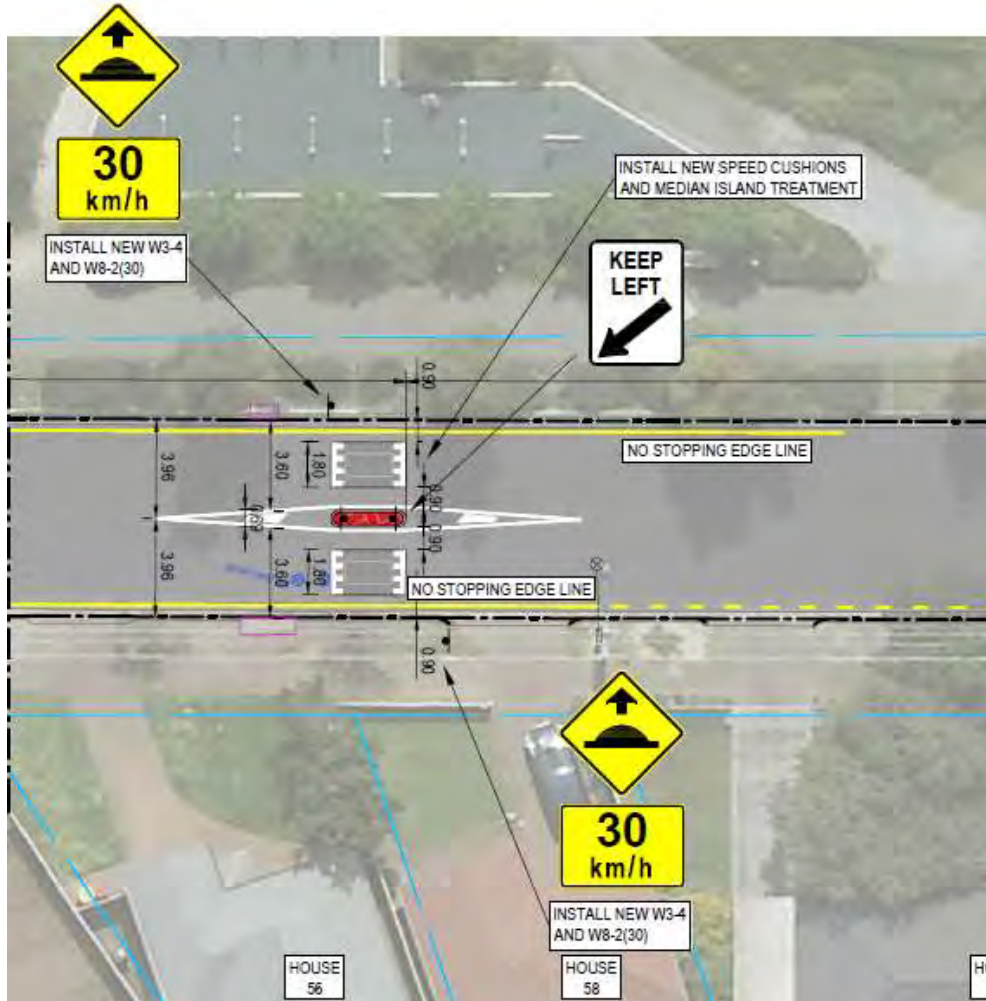 30
km/h
INSTALL NEW W3-4
AND W8-2(30)
INSTALL NEW SPEED CUSHIONS
AND MEDIAN ISLAND TREATMENT
KEEP
LEFT
0.90
NO STOPPING EDGE LINE
3.96
3.60
1.80
0.90
0.69
0.90
3.96
3.60
1.80
NO STOPPING EDGE LINE
0.90
30
km/h
INSTALL NEW W3-4
AND W8-2(30)
HOUSE
56
HOUSE
58